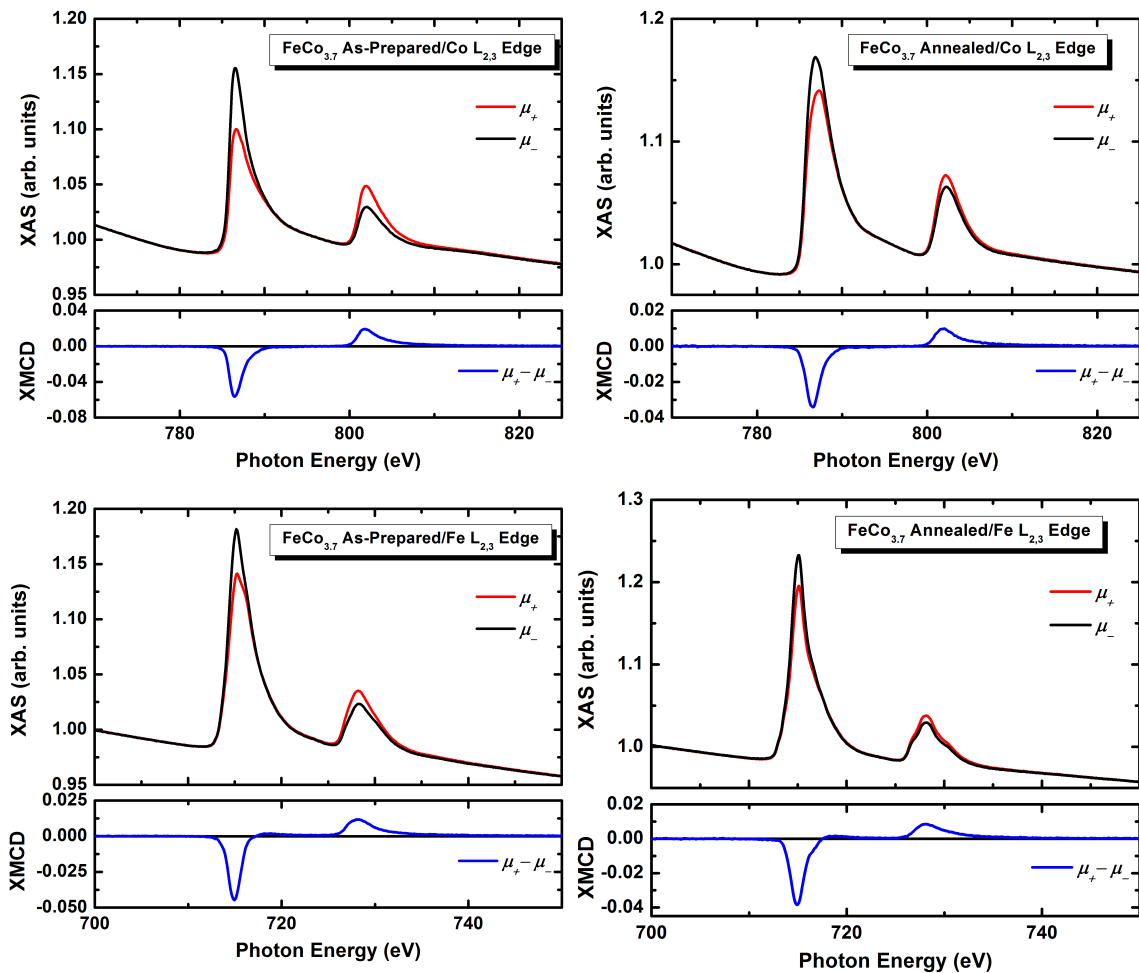 FeCo3.7 As-Prepared/Co L2,3 Edge
XAS (arb. units)
1.20
1.15
1.10
1.05
1.00
0.95
μ+
μ−
XMCD
0.04
0.00
-0.04
-0.08
μ+−μ−
780
800
820
Photon Energy (eV)
FeCo3.7 Annealed/Co L2,3 Edge
XAS (arb. units)
1.2
1.1
1.0
μ+
μ−
XMCD
0.02
0.00
-0.02
-0.04
μ+−μ−
780
800
820
Photon Energy (eV)
FeCo3.7 As-Prepared/Fe L2,3 Edge
XAS (arb. units)
1.20
1.15
1.10
1.05
1.00
0.95
μ+
μ−
XMCD
0.025
0.000
-0.025
-0.050
μ+−μ−
700
720
740
Photon Energy (eV)
FeCo3.7 Annealed/Fe L2,3 Edge
XAS (arb. units)
1.3
1.2
1.1
1.0
μ+
μ−
XMCD
0.02
0.00
-0.02
-0.04
μ+−μ−
700
720
740
Photon Energy (eV)